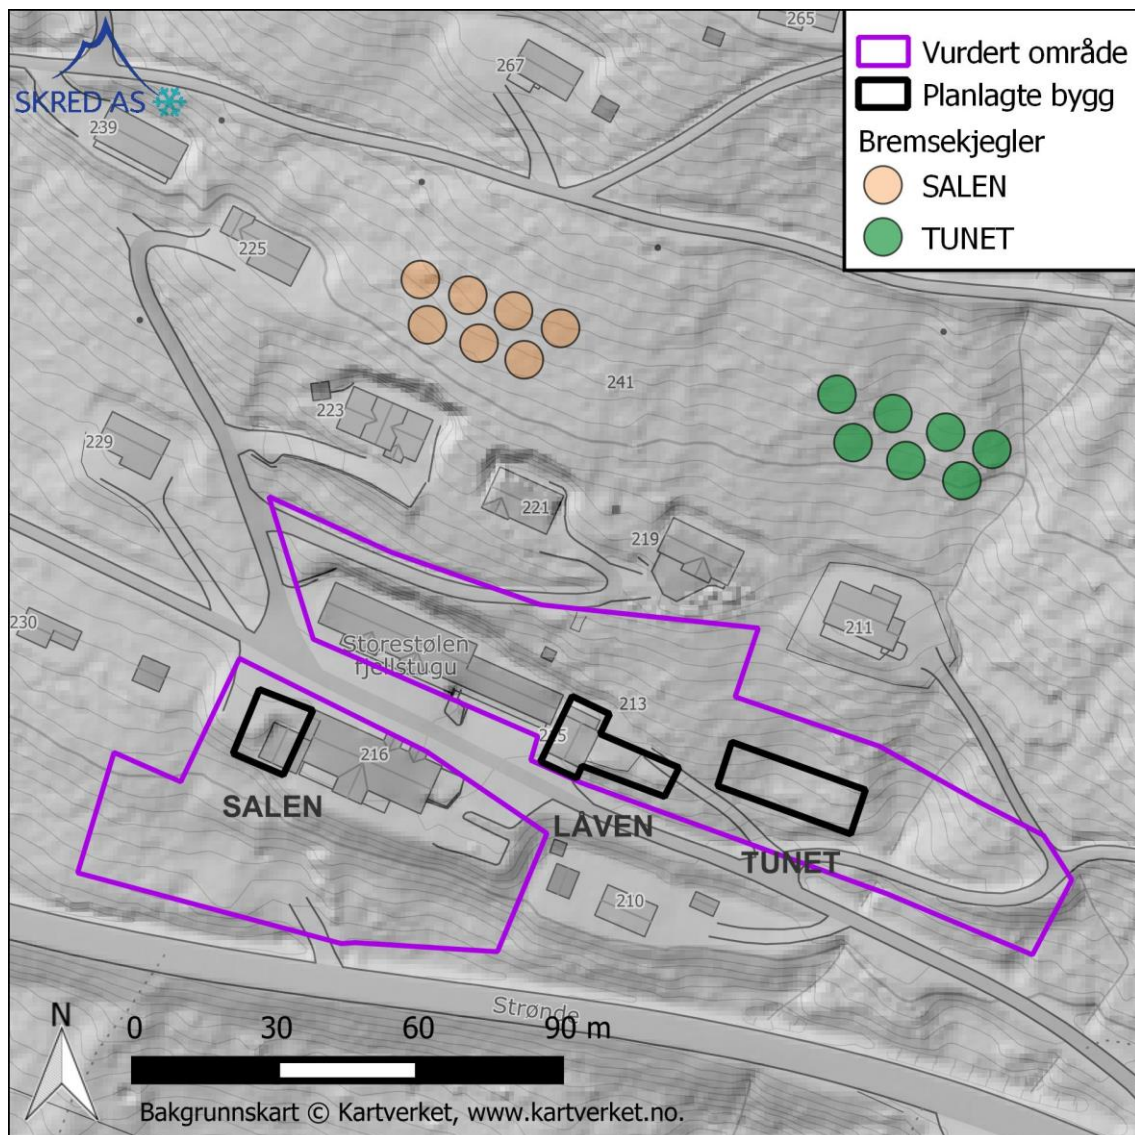 SKRED AS
Vurdert område
Planlagte bygg
Bremsekjegler
SALEN
TUNET
265
267
239
225
241
223
229
221
219
211
230
Storestølen
fjellstugu
213
216
SALEN
LÅVEN
TUNET
210
Strønde
N
0 30 60 90 m
Bakgrunnskart © Kartverket, www.kartverket.no.